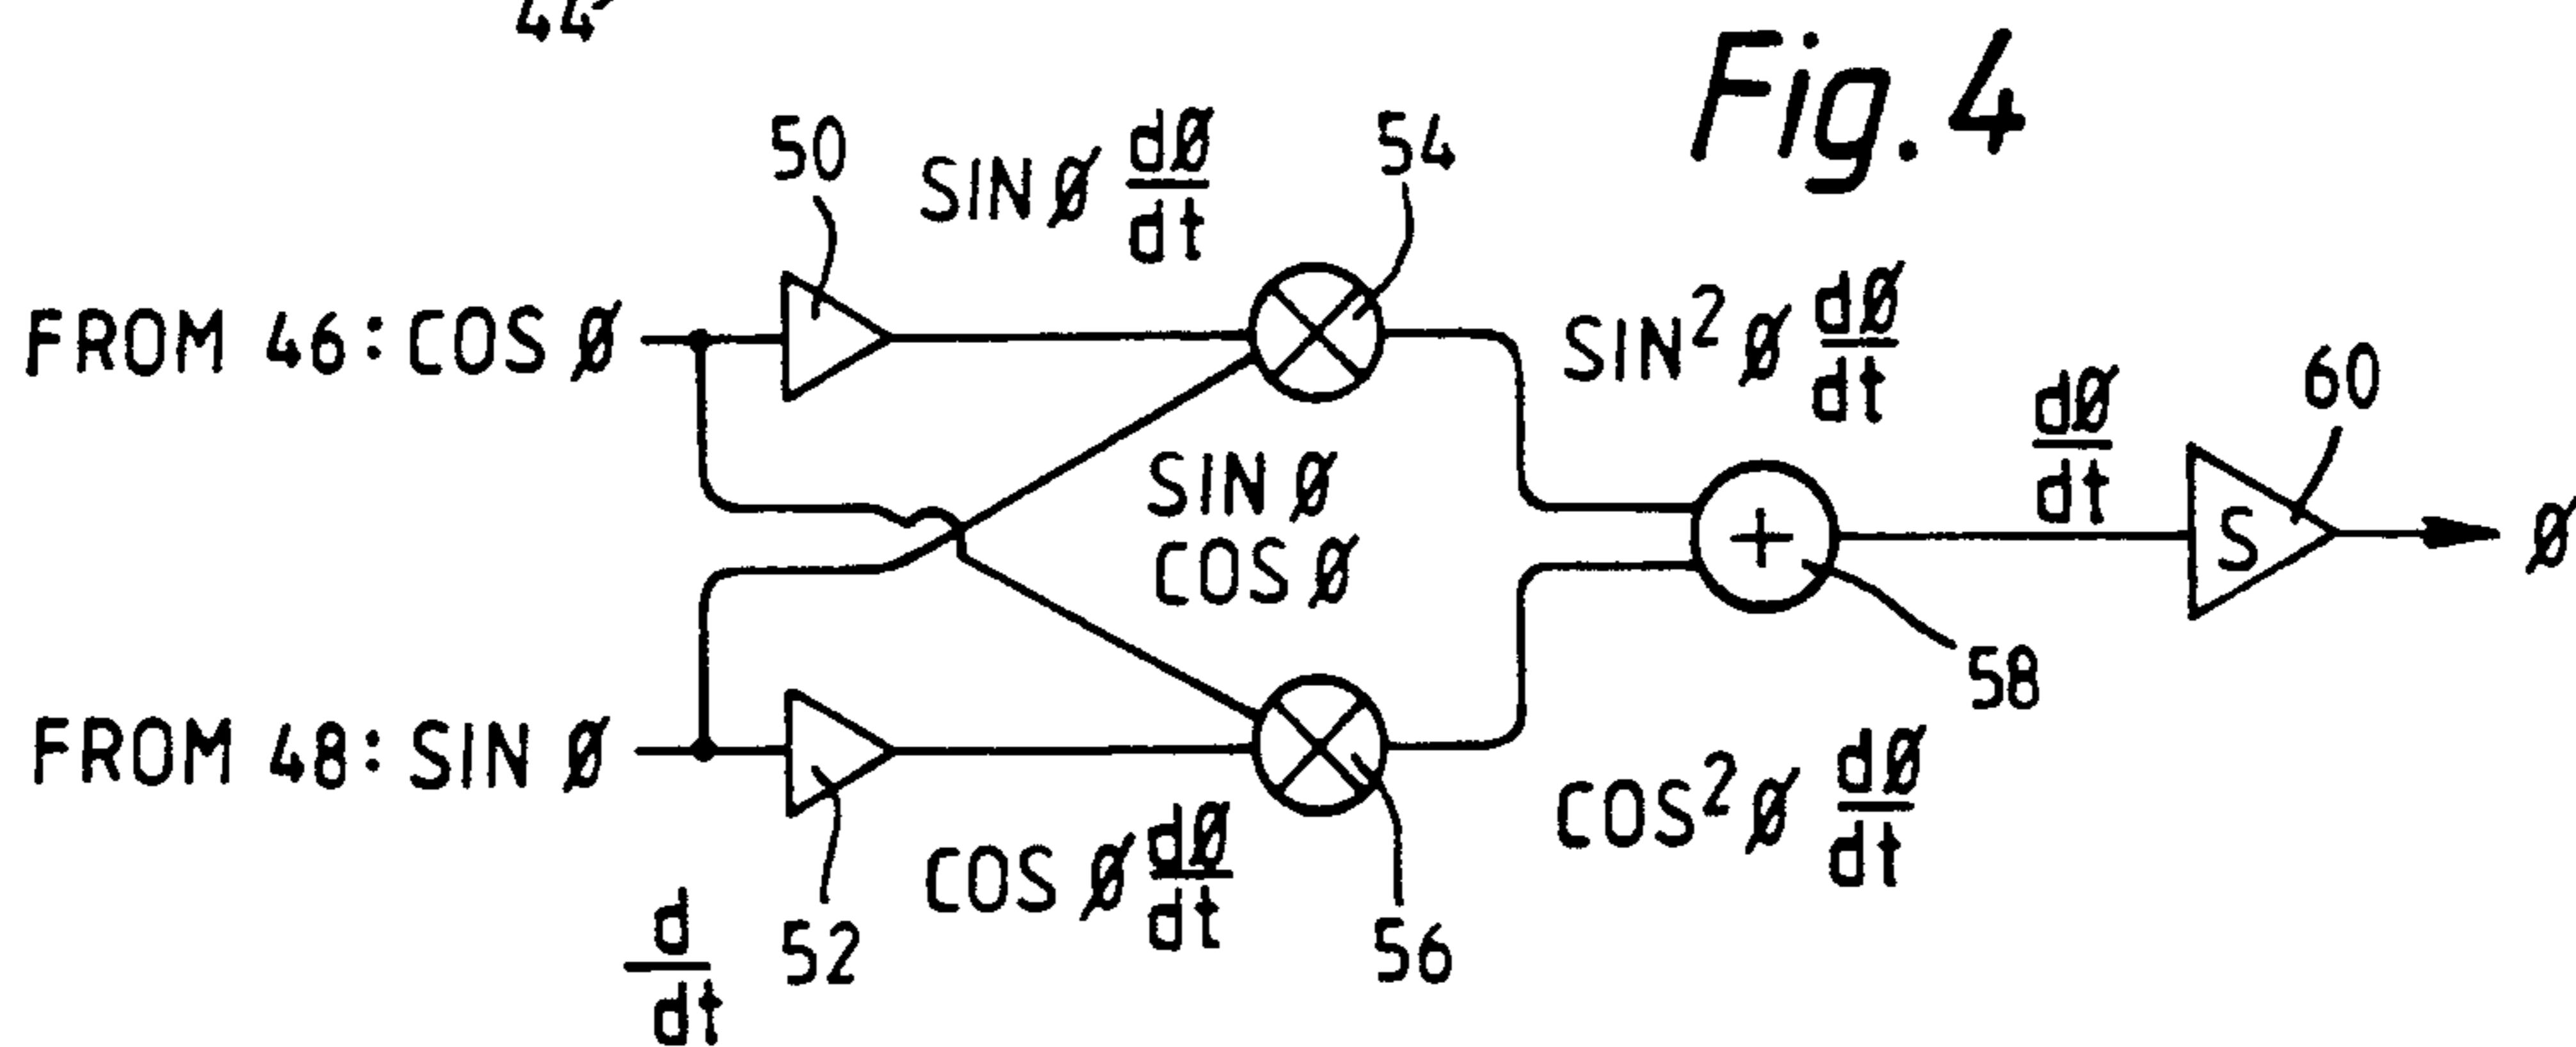 44
Fig. 4
50
SIN Ø dØ/dt
54
FROM 46: COS Ø
SIN² Ø dØ/dt
dØ/dt
60
SIN Ø
COS Ø
+
S
Ø
58
FROM 48: SIN Ø
COS Ø dØ/dt
COS² Ø dØ/dt
d/dt
52
56